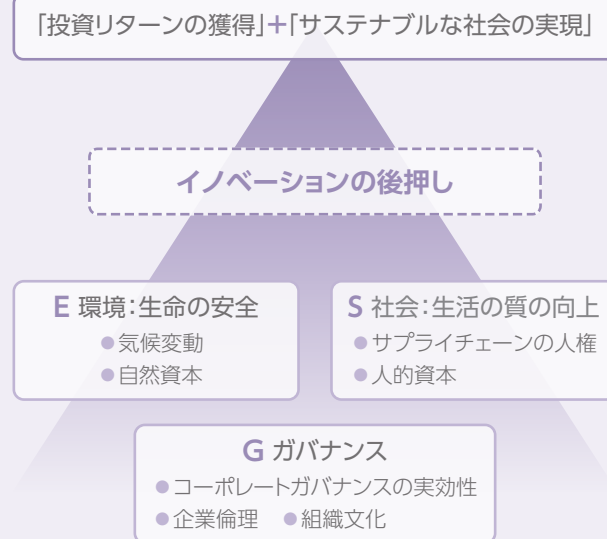 「投資リターンの獲得」+「サステナブルな社会の実現」
イノベーションの後押し
E 環境：生命の安全
●気候変動
●自然資本
S 社会：生活の質の向上
●サプライチェーンの人権
●人的資本
G ガバナンス
●コーポレートガバナンスの実効性
●企業倫理 ●組織文化